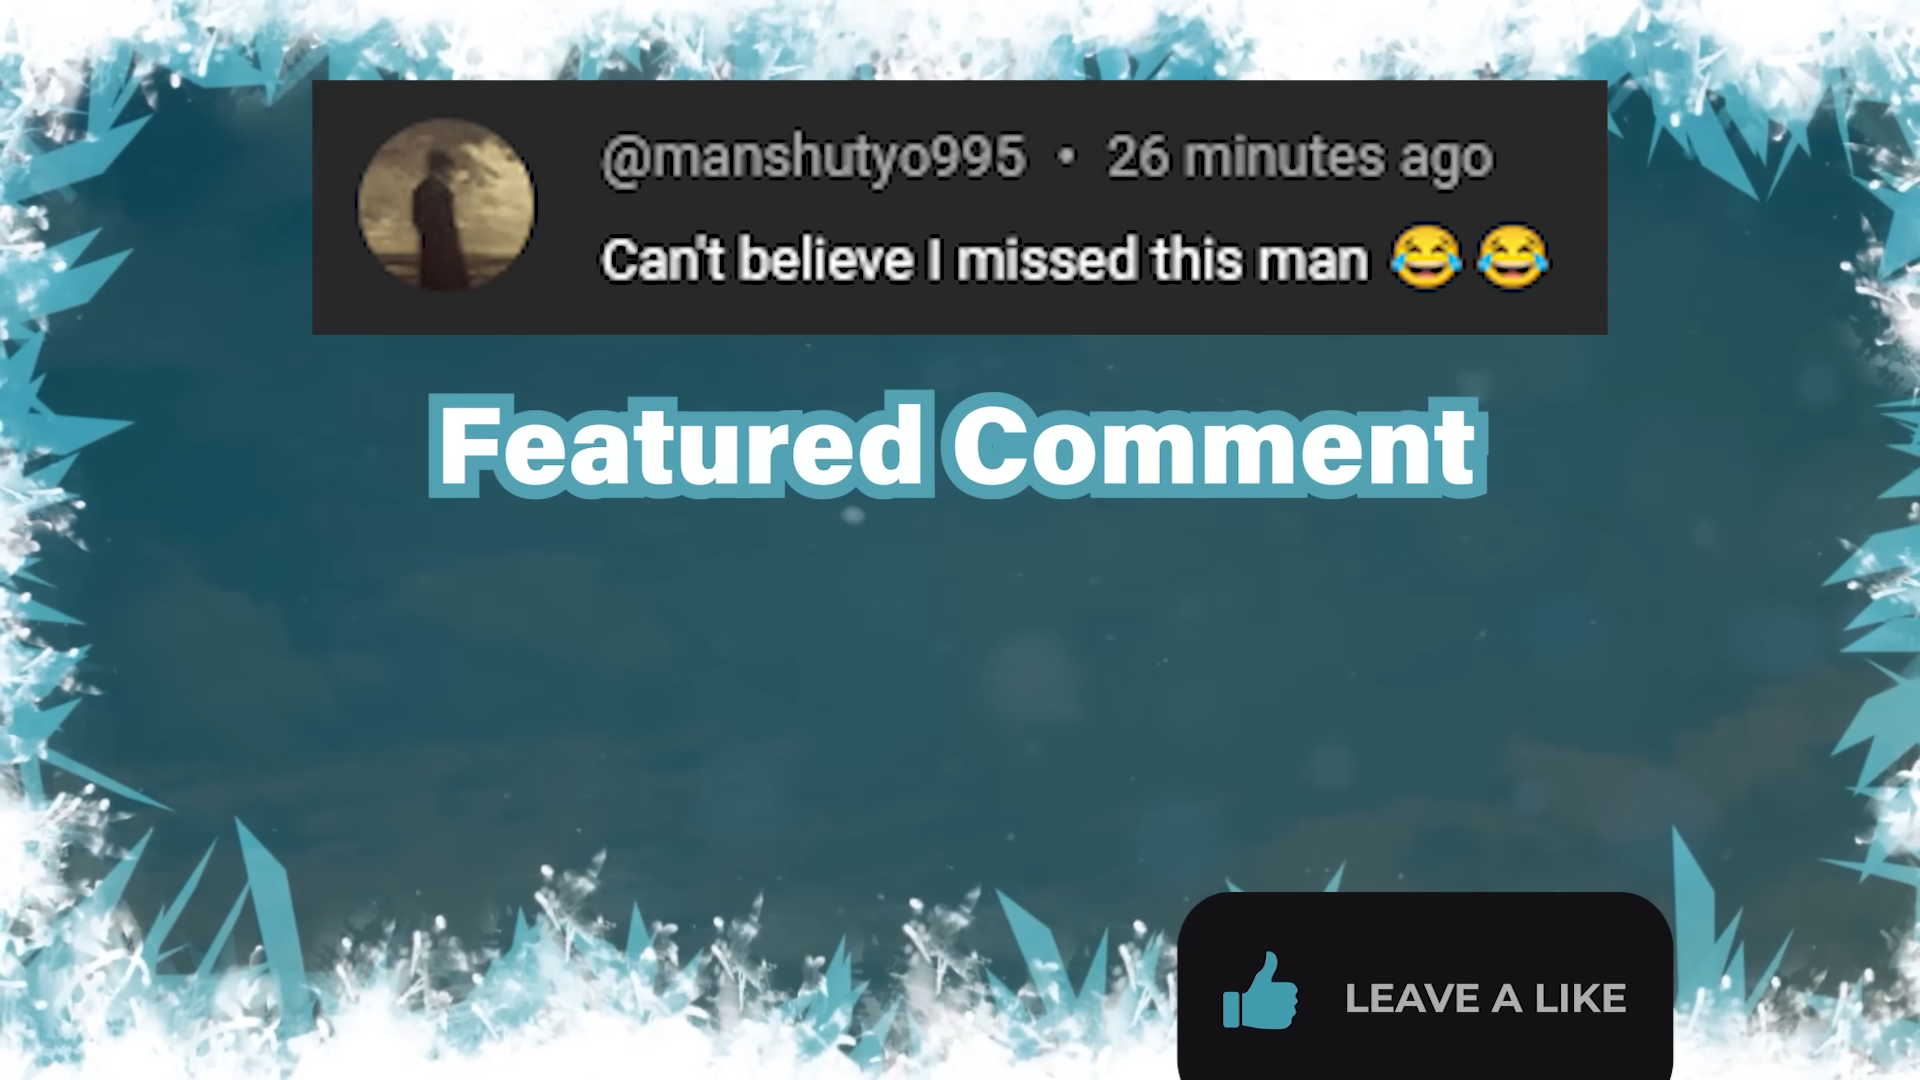 @manshutyo995 • 26 minutes ago
Can't believe I missed this man 😂😂
Featured Comment
LEAVE A LIKE